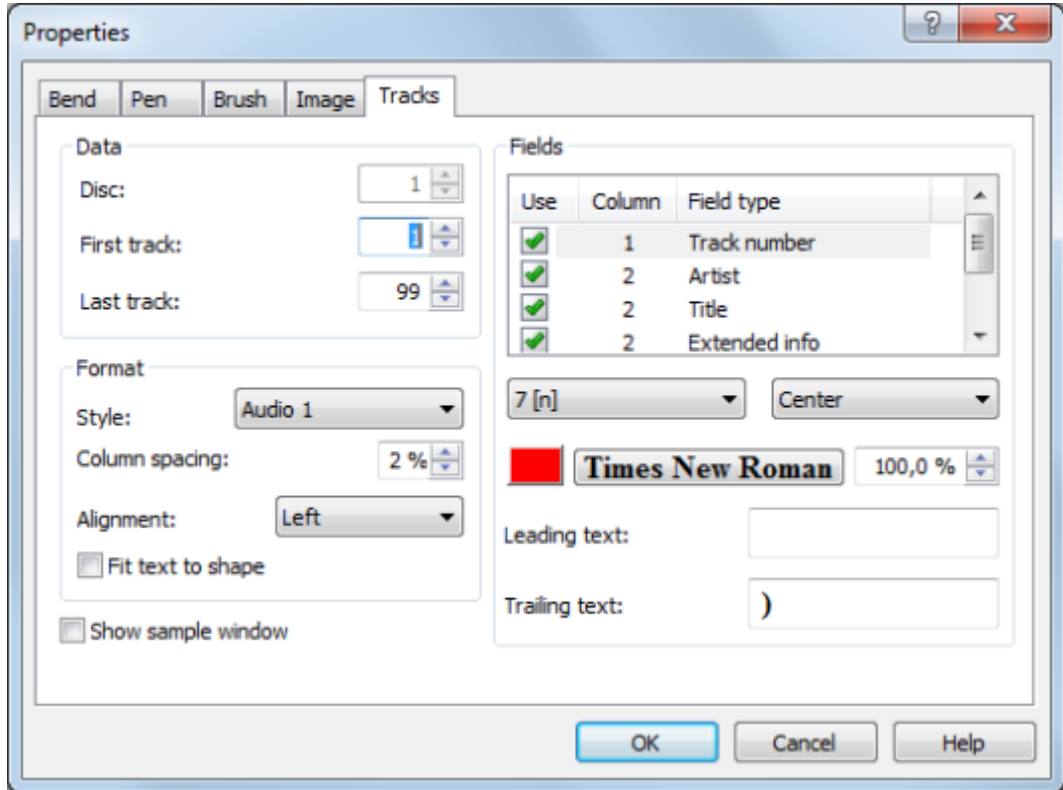 Properties
Bend Pen Brush Image Tracks
Data
Disc: 1
First track: 1
Last track: 99
Format
Style: Audio 1
Column spacing: 2 %
Alignment: Left
Fit text to shape
Show sample window
Fields
Use Column Field type
1 Track number
2 Artist
2 Title
2 Extended info
7 [n] Center
Times New Roman 100,0 %
Leading text:
Trailing text: )
OK Cancel Help